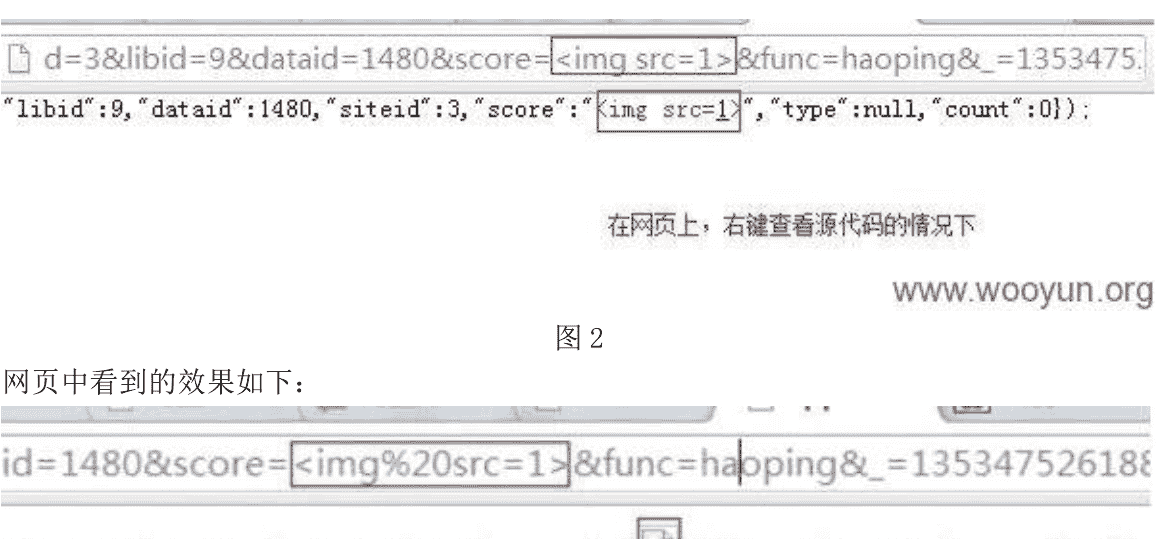 d=3&libid=9&dataid=1480&score=<img src=1>&func=haoping&_=1353475.
"libid":9,"dataid":1480,"siteid":3,"score":"<img src=1>","type":null,"count":0});
在网页上，右键查看源代码的情况下
www.wooyun.org
图 2
网页中看到的效果如下：
id=1480&score=<img%20src=1>&func=haoping&_=135347526188